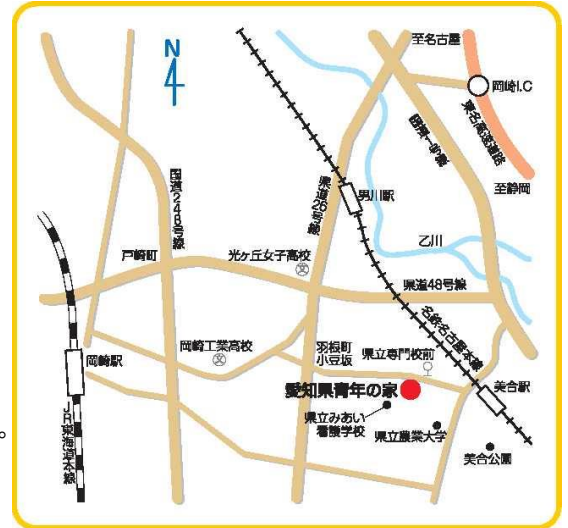 N
至名古屋
岡崎I.C
東名高速道路
国道一号線
至静岡
国道248号線
県道26号線
男川駅
乙川
戸崎町
光ヶ丘女子高校
文
県道48号線
名鉄名古屋本線
岡崎駅
岡崎工業高校
文
羽根町
小豆坂
県立専門校前
愛知県青年の家
美合駅
県立みあい
看護学校
県立農業大学
美合公園
JR東海道本線
。